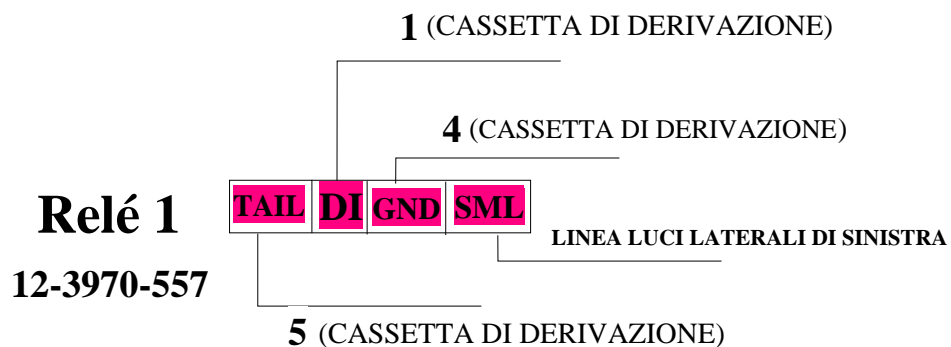 1 (CASSETTA DI DERIVAZIONE)
4 (CASSETTA DI DERIVAZIONE)
Relé 1
TAIL DI GND SML
LINEA LUCI LATERALI DI SINISTRA
12-3970-557
5 (CASSETTA DI DERIVAZIONE)